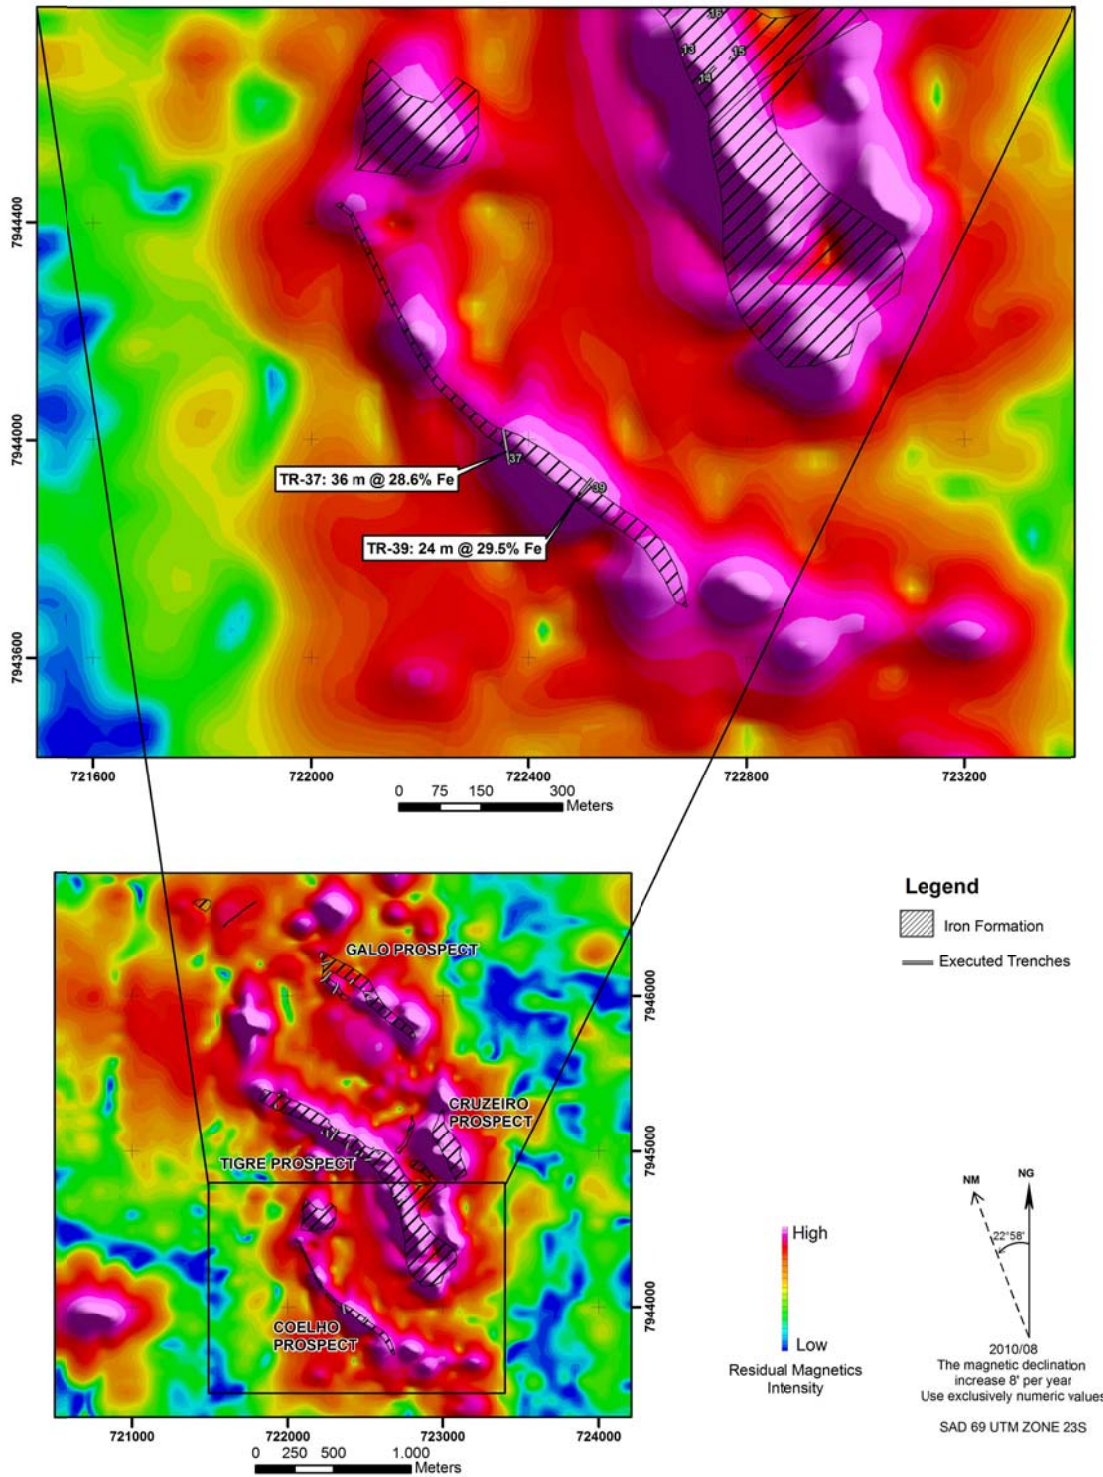 16
13
15
14
7944400
7944000
7943600
37
TR-37: 36 m @ 28.6% Fe
39
TR-39: 24 m @ 29.5% Fe
721600
722000
722400
722800
723200
0 75 150 300
Meters
GALO PROSPECT
CRUZEIRO
PROSPECT
TIGRE PROSPECT
COELHO
PROSPECT
7946000
7945000
7944000
721000
722000
723000
724000
0 250 500 1.000
Meters
Legend
Iron Formation
Executed Trenches
High
Low
Residual Magnetics
Intensity
NM
NG
22°58'
2010/08
The magnetic declination
increase 8' per year
Use exclusively numeric values
SAD 69 UTM ZONE 23S